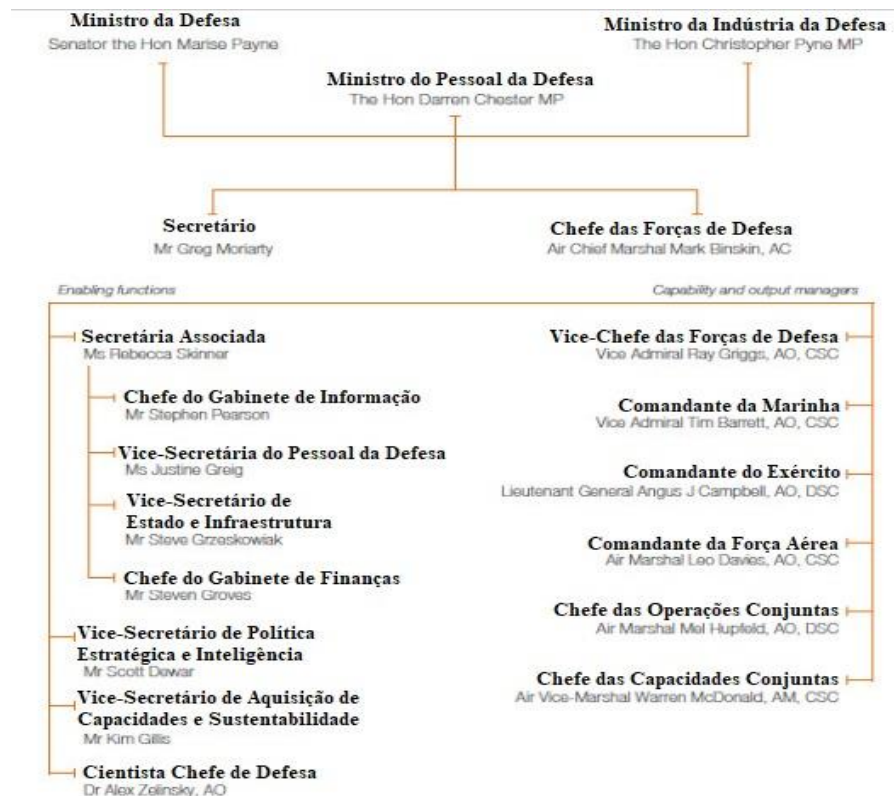 Ministro da Defesa
Senator the Hon Marise Payne
Ministro da Indústria da Defesa
The Hon Christopher Pyne MP
Ministro do Pessoal da Defesa
The Hon Darren Chester MP
Secretário
Mr Greg Moriarty
Chefe das Forças de Defesa
Air Chief Marshal Mark Binskin, AC
Enabling functions
Capability and output managers
Secretária Associada
Ms Rebecca Skinner
Chefe do Gabinete de Informação
Mr Stephen Pearson
Vice-Secretária do Pessoal da Defesa
Ms Justine Greig
Vice-Secretário de
Estado e Infraestrutura
Mr Steve Grzeskowiak
Chefe do Gabinete de Finanças
Mr Steven Groves
Vice-Secretário de Política
Estratégica e Inteligência
Mr Scott Dewar
Vice-Secretário de Aquisição de
Capacidades e Sustentabilidade
Mr Kim Gillis
Cientista Chefe de Defesa
Dr Alex Zelinsky, AO
Vice-Chefe das Forças de Defesa
Vice Admiral Ray Griggs, AO, CSC
Comandante da Marinha
Vice Admiral Tim Barrett, AO, CSC
Comandante do Exército
Lieutenant General Angus J Campbell, AO, DSC
Comandante da Força Aérea
Air Marshal Leo Davies, AO, CSC
Chefe das Operações Conjuntas
Air Marshal Mel Hupfeld, AO, DSC
Chefe das Capacidades Conjuntas
Air Vice-Marshal Warren McDonald, AM, CSC